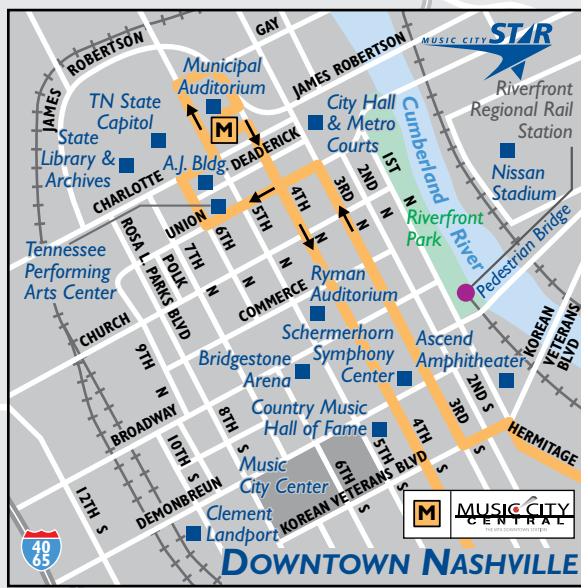 MUSIC CITY STAR
GAY
JAMES ROBERTSON
JAMES ROBERTSON
Municipal
Auditorium
Riverfront
Regional Rail
Station
TN State
Capitol
M
City Hall
& Metro
Courts
Cumberland River
State
Library &
Archives
DEADERICK
A.J. Bldg.
Nissan
Stadium
CHARLOTTE
1ST N
2ND N
3RD N
4TH N
5TH N
6TH N
7TH N
UNION
Riverfront
Park
Pedestrian Bridge
Tennessee
Performing
Arts Center
ROSA L. PARKS BLVD
POLK
Ryman
Auditorium
COMMERCE
CHURCH
Schermerhorn
Symphony
Center
Ascend
Amphitheater
KOREAN
VETERANS
BLVD
9TH N
Bridgestone
Arena
2ND S
3RD S
4TH S
5TH S
6TH S
8TH S
10TH S
12TH S
BROADWAY
Country Music
Hall of Fame
HERMITAGE
Music
City Center
DEMONBREUN
KOREAN VETERANS BLVD
Clement
Landport
M
MUSIC CITY
CENTRAL
40
65
DOWNTOWN NASHVILLE